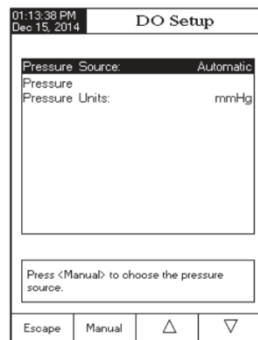 01:13:38 PM
Dec 15, 2014
DO Setup
Pressure Source: Automatic
Pressure
Pressure Units: mmHg
Press <Manual> to choose the pressure
source.
Escape Manual △ ▽